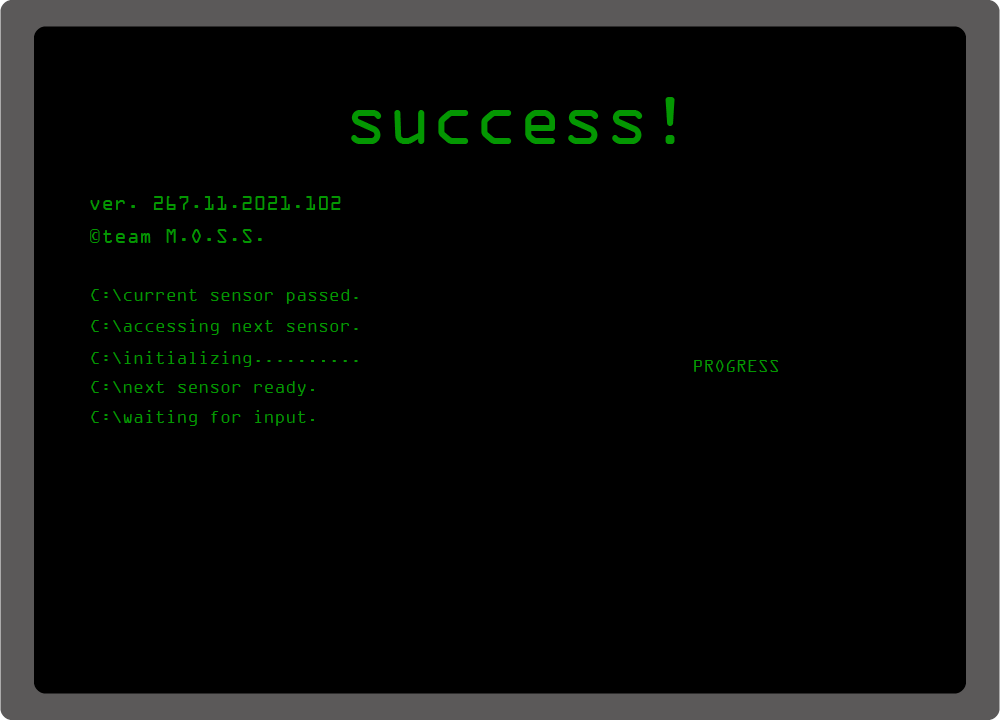 success!
ver. 267.11.2021.102
©team M.O.S.S.
C:\current sensor passed.
C:\accessing next sensor.
C:\initializing..........
PROGRESS
C:\next sensor ready.
C:\waiting for input.